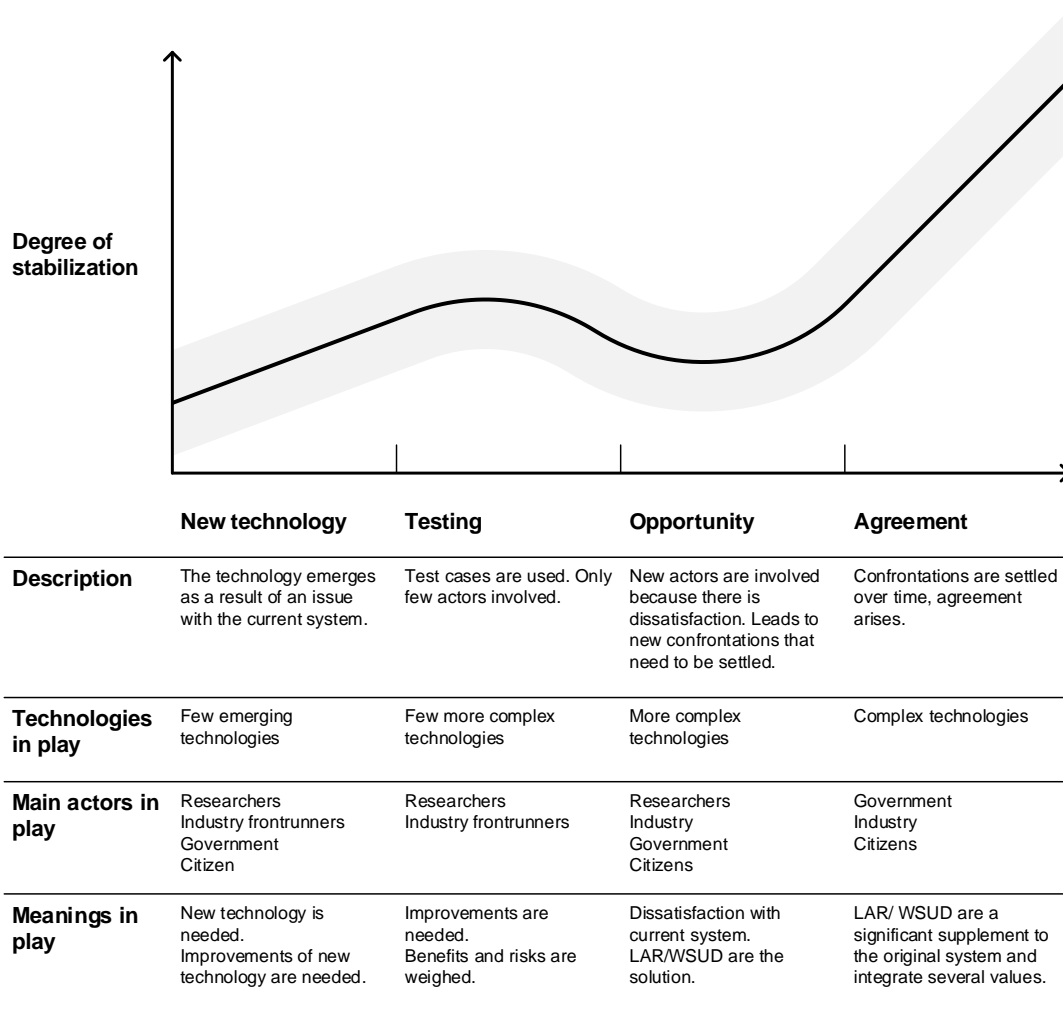 Degree of
stabilization
New technology
Testing
Opportunity
Agreement
Description
The technology emerges
as a result of an issue
with the current system.
Test cases are used. Only
few actors involved.
New actors are involved
because there is
dissatisfaction. Leads to
new confrontations that
need to be settled.
Confrontations are settled
over time, agreement
arises.
Technologies
in play
Few emerging
technologies
Few more complex
technologies
More complex
technologies
Complex technologies
Main actors in
play
Researchers
Industry frontrunners
Government
Citizen
Researchers
Industry frontrunners
Researchers
Industry
Government
Citizens
Government
Industry
Citizens
Meanings in
play
New technology is
needed.
Improvements of new
technology are needed.
Improvements are
needed.
Benefits and risks are
weighed.
Dissatisfaction with
current system.
LAR/WSUD are the
solution.
LAR/ WSUD are a
significant supplement to
the original system and
integrate several values.